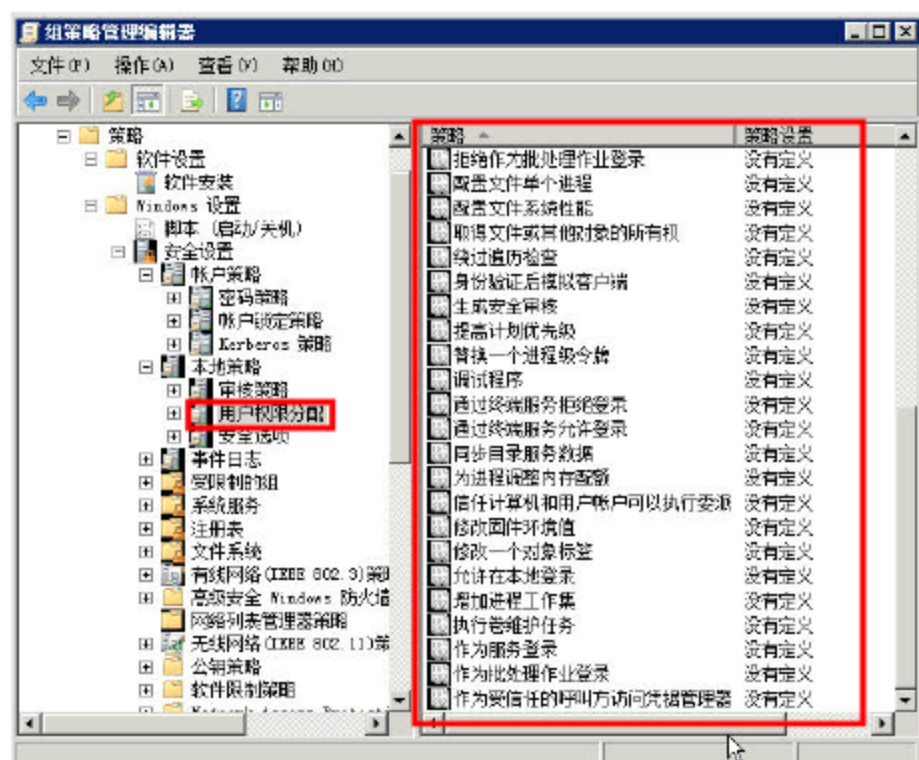 组策略管理编辑器
文件(F) 操作(A) 查看(V) 帮助(H)
策略
软件设置
软件安装
Windows 设置
脚本 (启动/关机)
安全设置
帐户策略
密码策略
帐户锁定策略
Kerberos 策略
本地策略
审核策略
用户权限分配
安全选项
事件日志
受限制的组
系统服务
注册表
文件系统
有线网络(IEEE 802.3)策
高级安全 Windows 防火墙
网络列表管理器策略
无线网络(IEEE 802.11)策
公钥策略
软件限制策略
策略 策略设置
拒绝作为批处理作业登录 没有定义
配置文件单个进程 没有定义
配置文件系统性能 没有定义
取得文件或其他对象的所有权 没有定义
绕过遍历检查 没有定义
身份验证后模拟客户端 没有定义
生成安全审核 没有定义
提高计划优先级 没有定义
替换一个进程级令牌 没有定义
调试程序 没有定义
通过终端服务拒绝登录 没有定义
通过终端服务允许登录 没有定义
同步目录服务数据 没有定义
为进程调整内存配额 没有定义
信任计算机和用户帐户可以执行委派 没有定义
修改固件环境值 没有定义
修改一个对象标签 没有定义
允许在本地登录 没有定义
增加进程工作集 没有定义
执行卷维护任务 没有定义
作为服务登录 没有定义
作为批处理作业登录 没有定义
作为受信任的呼叫方访问凭据管理器 没有定义